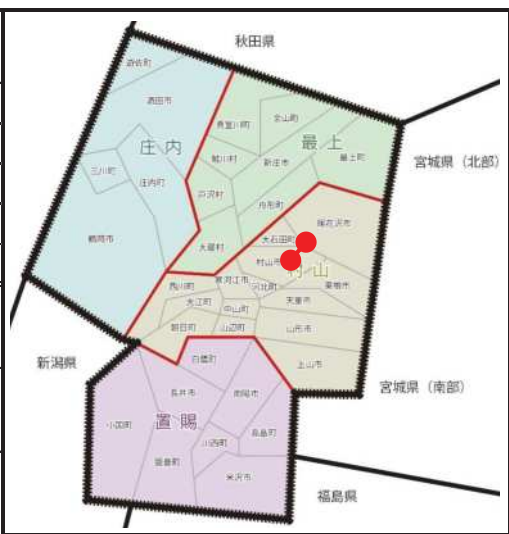 秋田県
遊佐町
酒田市
金山町
真室川町
庄内
最上
鮭川村
新庄市
最上町
宮城県（北部）
三川町
庄内町
戸沢村
舟形町
鶴岡市
大石田町
尾花沢市
大蔵村
村山市
村山
西川町
寒河江市
河北町
東根市
大江町
中山町
天童市
朝日町
山辺町
山形市
新潟県
白鷹町
上山市
宮城県（南部）
長井市
南陽市
小国町
置賜
高畠町
川西町
飯豊町
米沢市
福島県